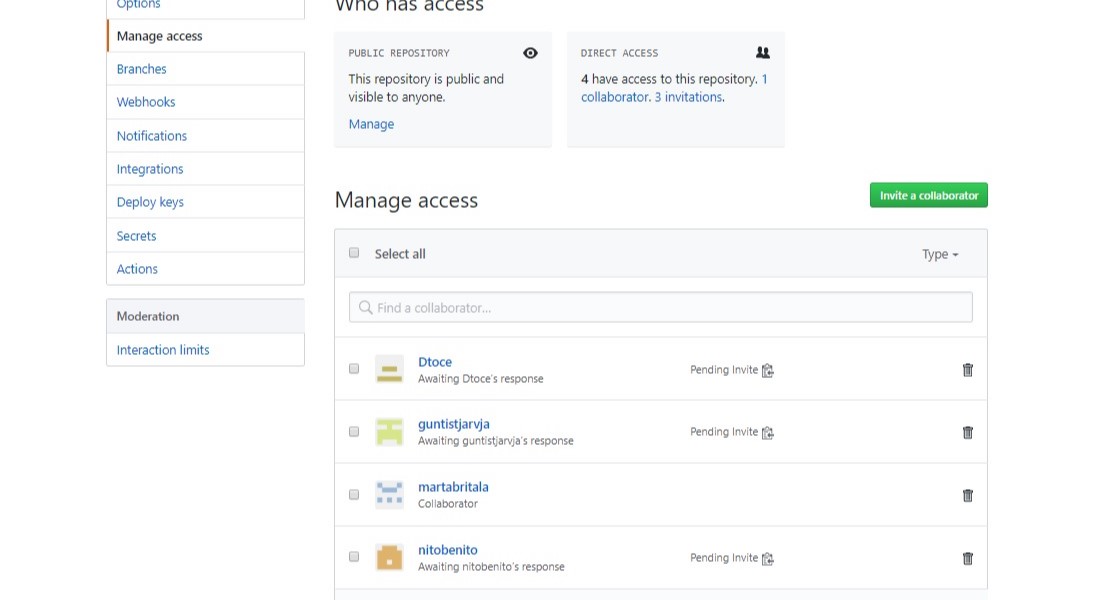 Options
Manage access
Branches
Webhooks
Notifications
Integrations
Deploy keys
Secrets
Actions
Moderation
Interaction limits
Who has access
PUBLIC REPOSITORY
This repository is public and
visible to anyone.
Manage
DIRECT ACCESS
4 have access to this repository. 1
collaborator. 3 invitations.
Manage access
Invite a collaborator
Select all
Type
Find a collaborator...
Dtoce
Awaiting Dtoce's response
Pending Invite
guntistjarvja
Awaiting guntistjarvja's response
Pending Invite
martabritala
Collaborator
nitobenito
Awaiting nitobenito's response
Pending Invite